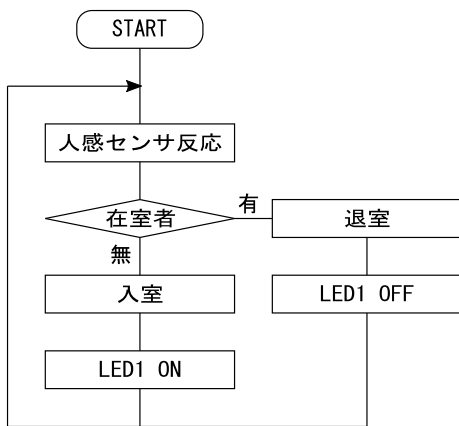 START
人感センサ反応
在室者
有
退室
無
入室
LED1 OFF
LED1 ON